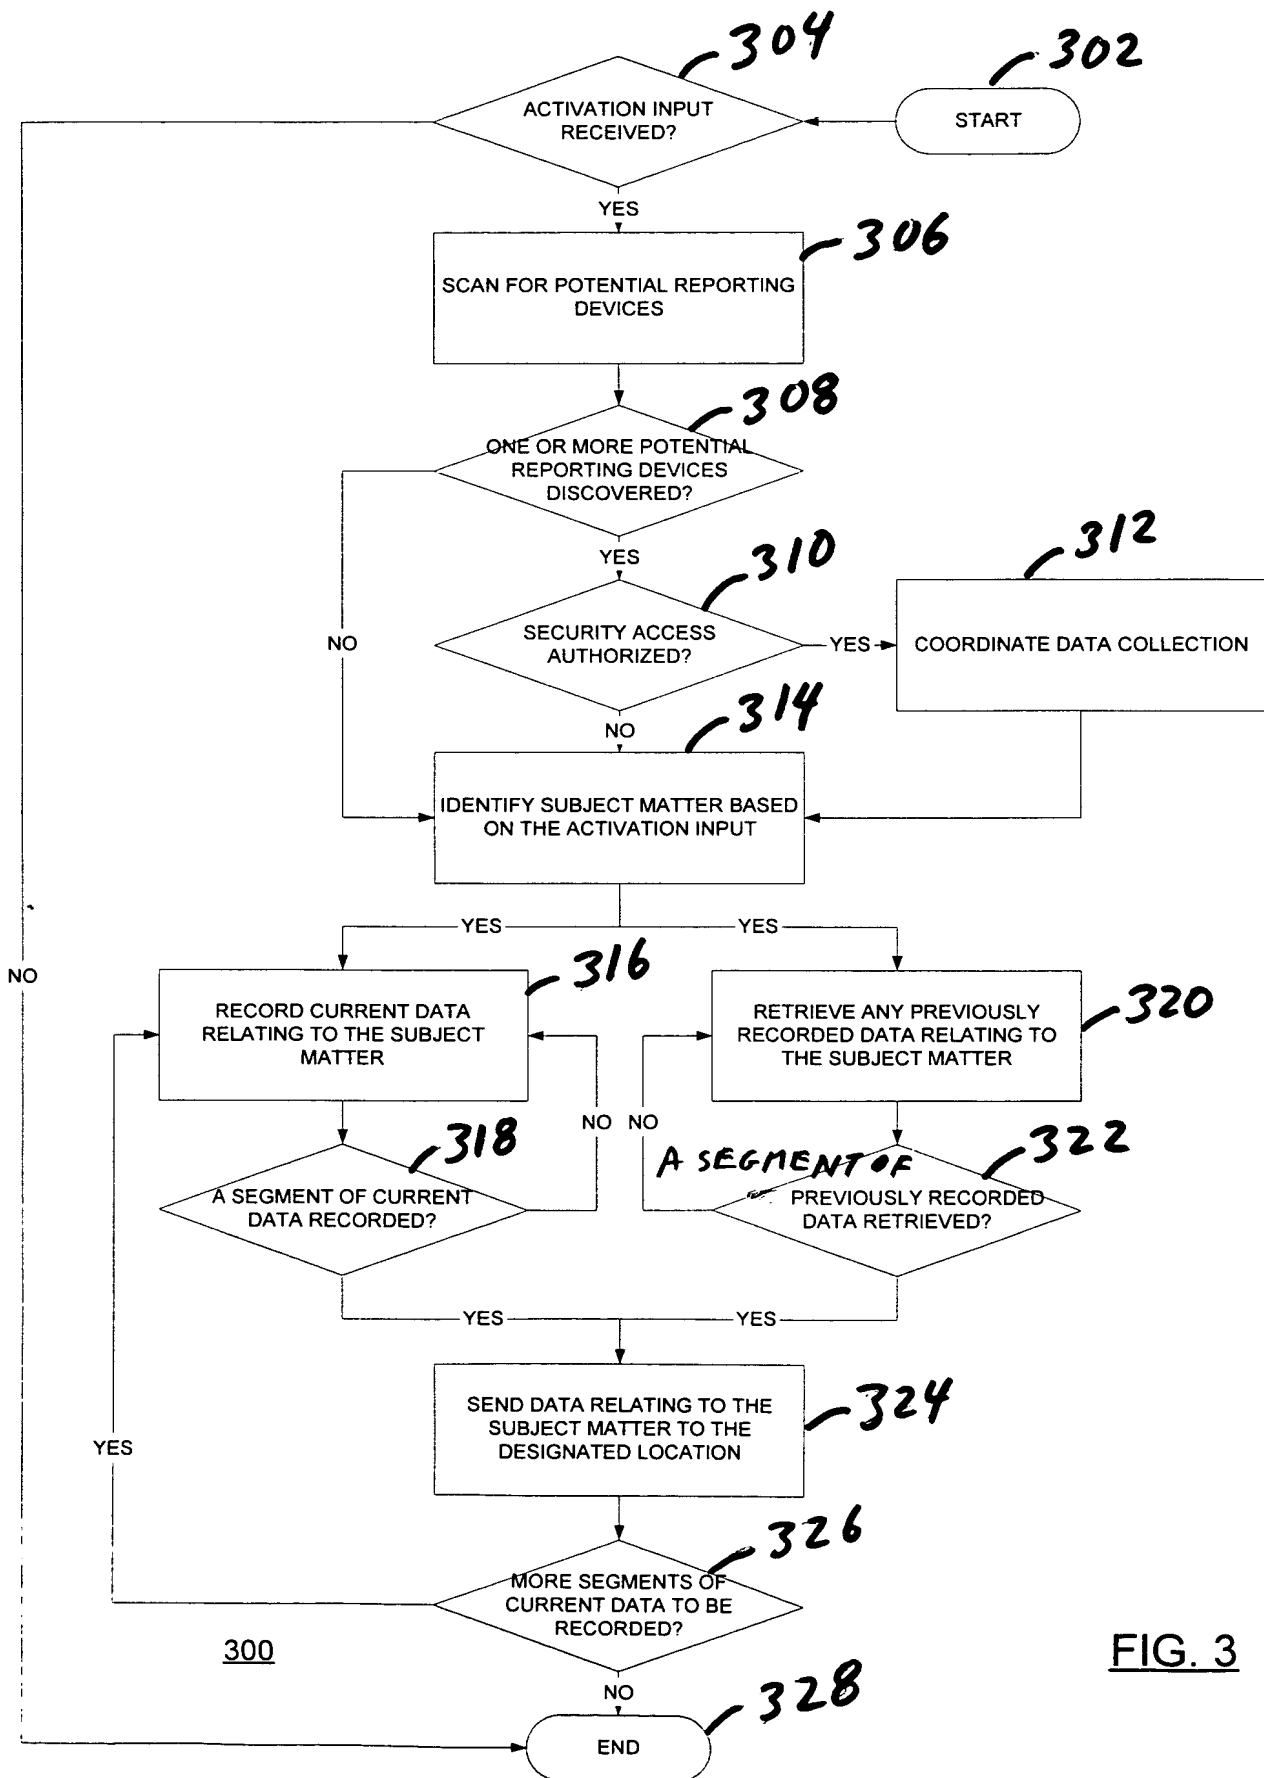 304
302
ACTIVATION INPUT
RECEIVED?
START
YES
306
SCAN FOR POTENTIAL REPORTING
DEVICES
308
ONE OR MORE POTENTIAL
REPORTING DEVICES
DISCOVERED?
YES
310
312
NO
SECURITY ACCESS
AUTHORIZED?
YES
COORDINATE DATA COLLECTION
314
NO
IDENTIFY SUBJECT MATTER BASED
ON THE ACTIVATION INPUT
YES
YES
NO
316
RECORD CURRENT DATA
RELATING TO THE SUBJECT
MATTER
320
RETRIEVE ANY PREVIOUSLY
RECORDED DATA RELATING TO
THE SUBJECT MATTER
NO
NO
318
322
A SEGMENT OF CURRENT
DATA RECORDED?
A SEGMENT OF
PREVIOUSLY RECORDED
DATA RETRIEVED?
YES
YES
324
SEND DATA RELATING TO THE
SUBJECT MATTER TO THE
DESIGNATED LOCATION
YES
326
MORE SEGMENTS OF
CURRENT DATA TO BE
RECORDED?
300
FIG. 3
NO
328
END